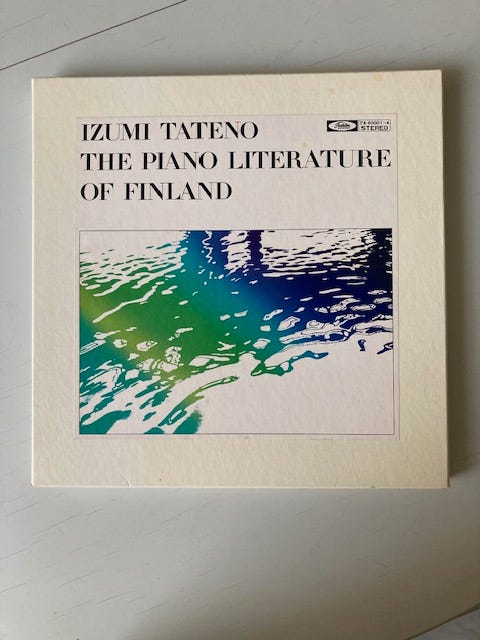 IZUMI TATENO
THE PIANO LITERATURE
OF FINLAND
STEREO